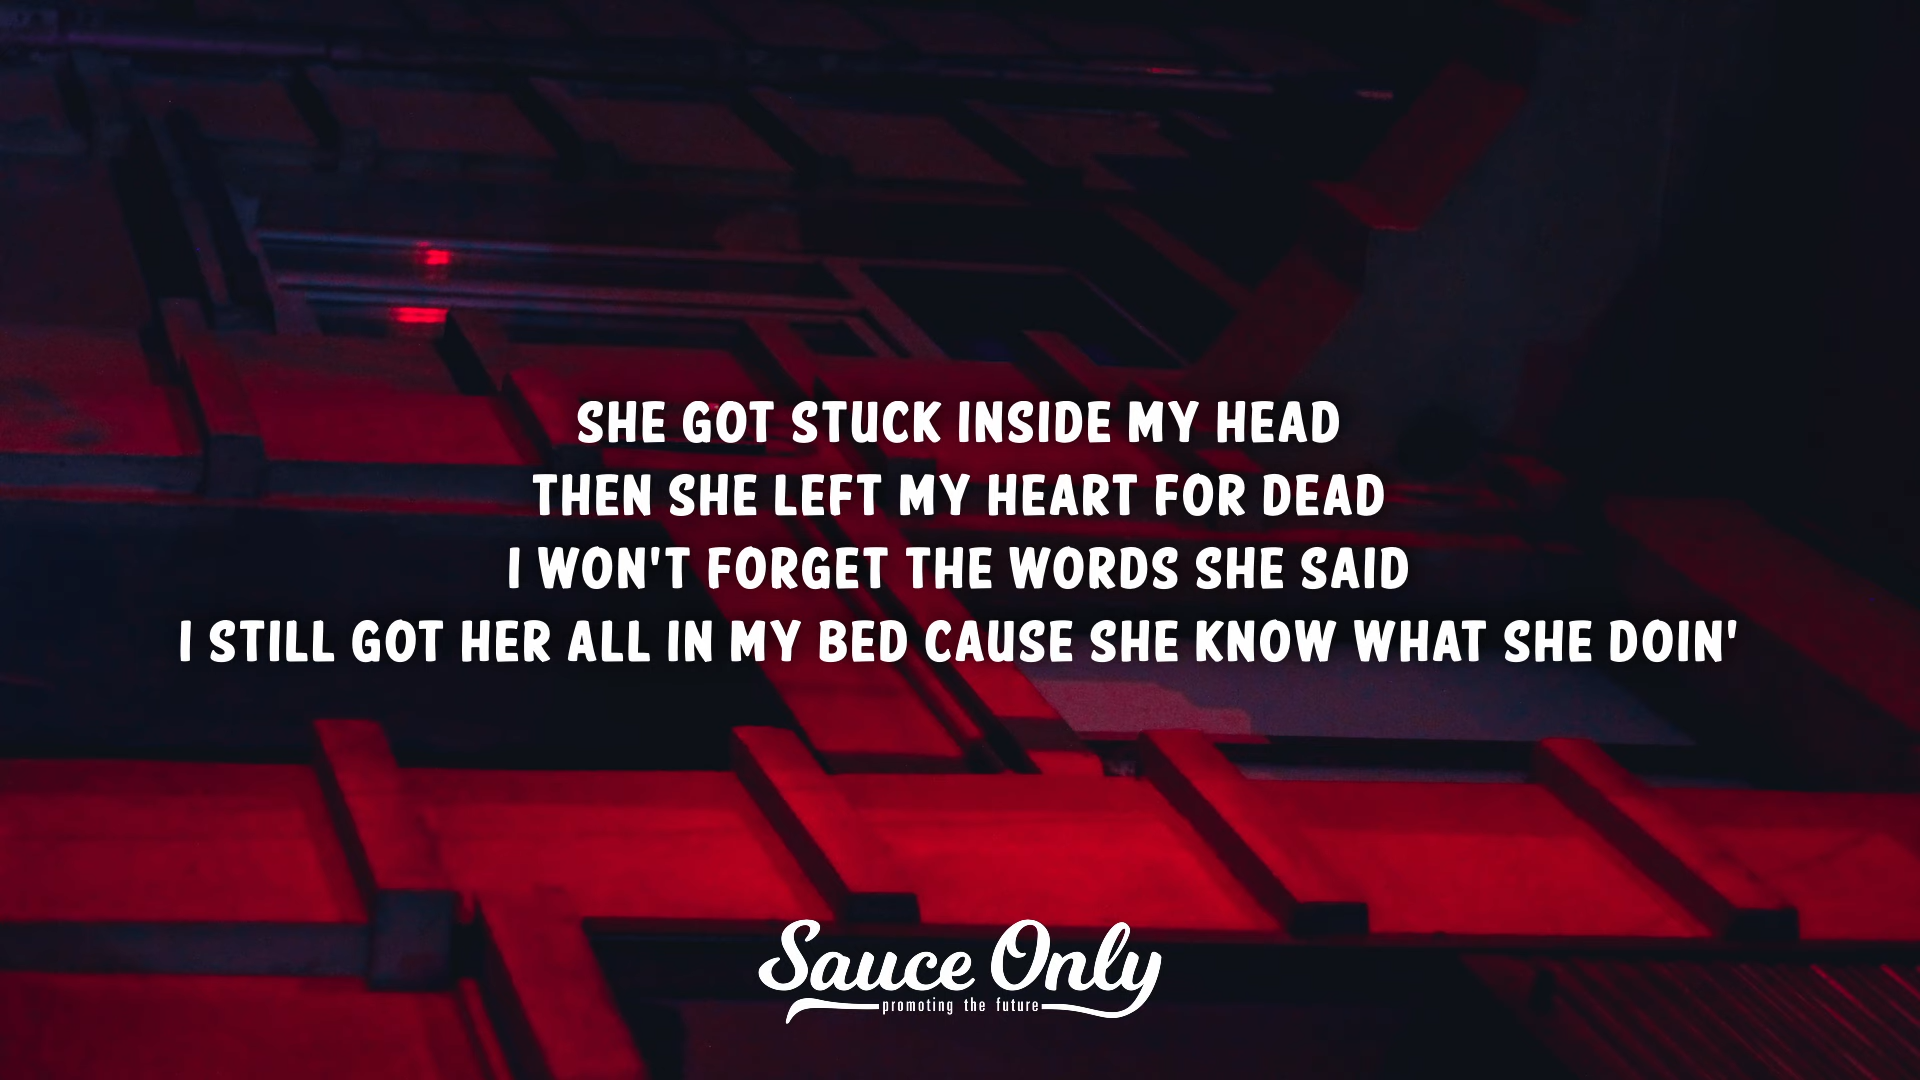 SHE GOT STUCK INSIDE MY HEAD
THEN SHE LEFT MY HEART FOR DEAD
I WON'T FORGET THE WORDS SHE SAID
I STILL GOT HER ALL IN MY BED CAUSE SHE KNOW WHAT SHE DOIN'
Sauce Only
promoting the future